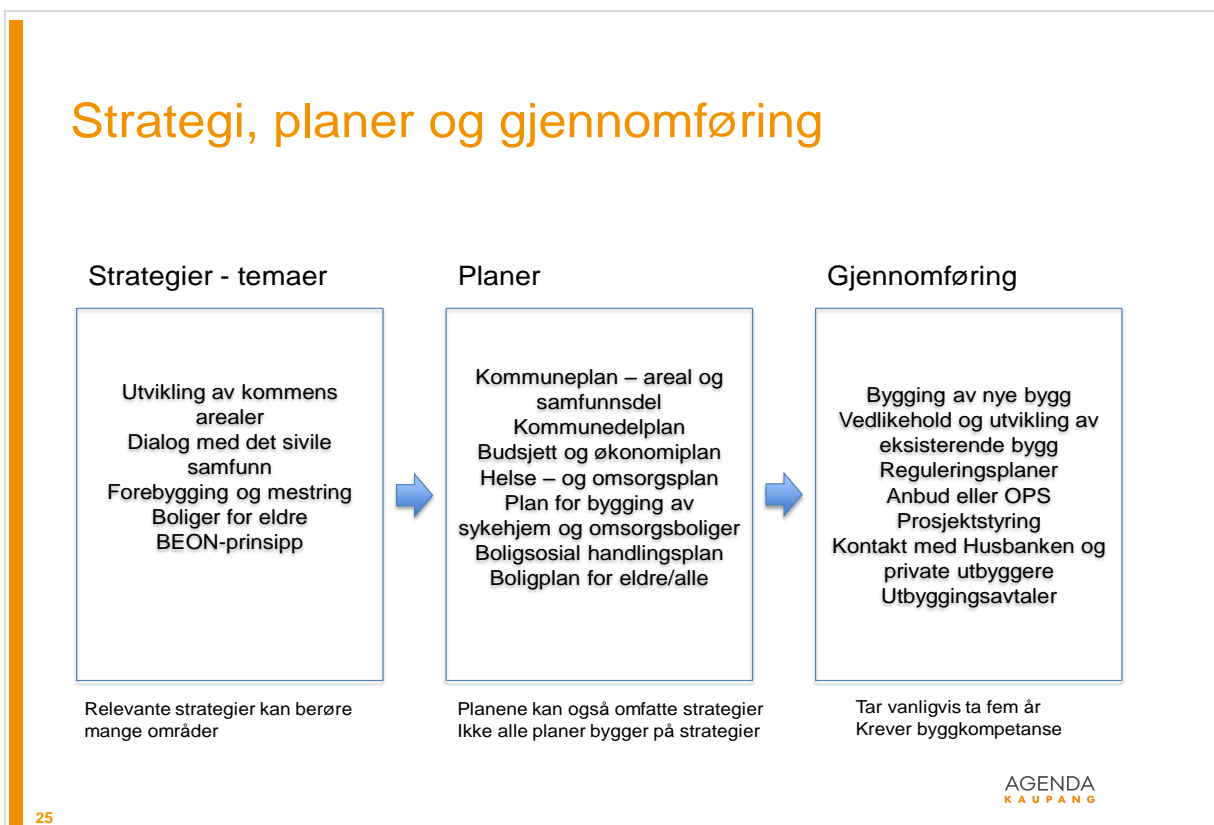 Strategi, planer og gjennomføring
Strategier - temaer
Utvikling av kommens
arealer
Dialog med det sivile
samfunn
Forebygging og mestring
Boliger for eldre
BEON-prinsipp
Relevante strategier kan berøre
mange områder
Planer
Kommuneplan – areal og
samfunnsdel
Kommunedelplan
Budsjett og økonomiplan
Helse – og omsorgsplan
Plan for bygging av
sykehjem og omsorgsboliger
Boligsosial handlingsplan
Boligplan for eldre/alle
Planene kan også omfatte strategier
Ikke alle planer bygger på strategier
Gjennomføring
Bygging av nye bygg
Vedlikehold og utvikling av
eksisterende bygg
Reguleringsplaner
Anbud eller OPS
Prosjektstyring
Kontakt med Husbanken og
private utbyggere
Utbyggingsavtaler
Tar vanligvis ta fem år
Krever byggkompetanse
AGENDA
KAUPANG
25